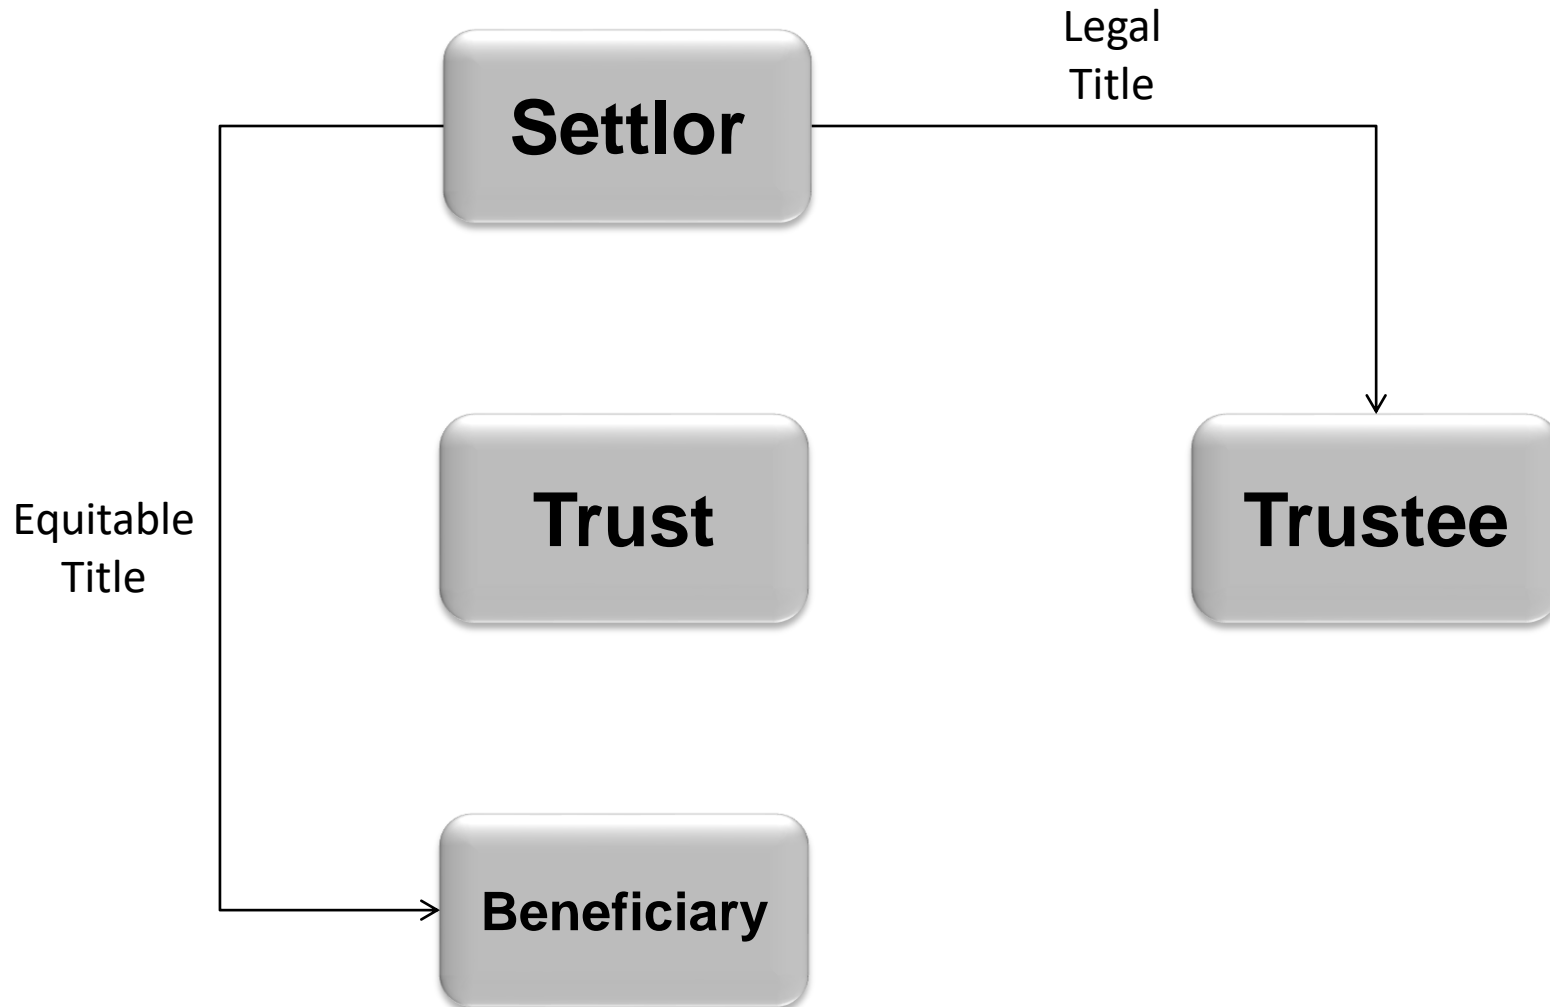 Legal
Title
Settlor
Equitable
Title
Trust
Trustee
Beneficiary